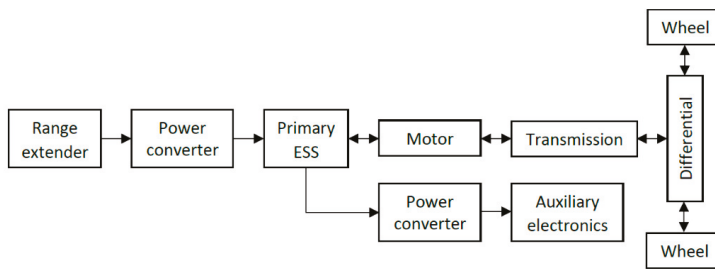 Wheel
Range
extender
Power
converter
Primary
ESS
Motor
Transmission
Differential
Power
converter
Auxiliary
electronics
Wheel